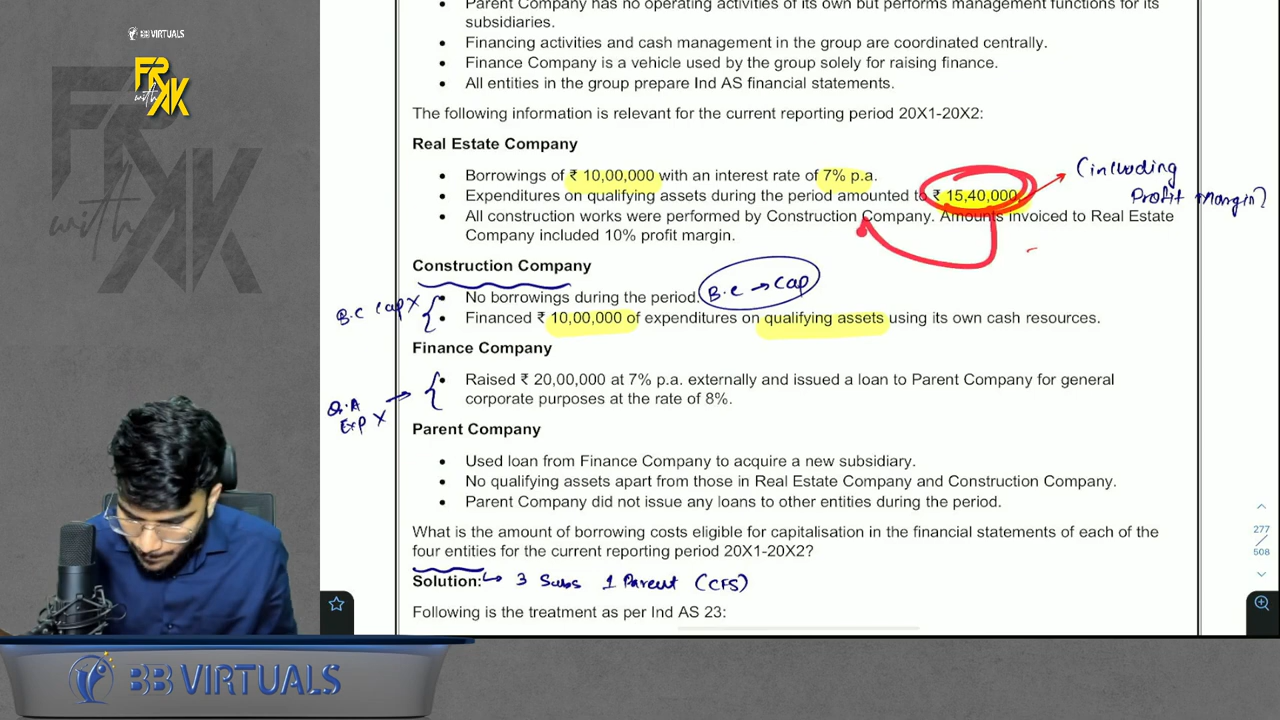 BB VIRTUALS
FR
with
AK
Parent Company has no operating activities of its own but performs management functions for its
subsidiaries.
Financing activities and cash management in the group are coordinated centrally.
Finance Company is a vehicle used by the group solely for raising finance.
All entities in the group prepare Ind AS financial statements.
The following information is relevant for the current reporting period 20X1-20X2:
Real Estate Company
Borrowings of ₹ 10,00,000 with an interest rate of 7% p.a.
Expenditures on qualifying assets during the period amounted to ₹ 15,40,000.
(including
Profit Margin)
All construction works were performed by Construction Company. Amounts invoiced to Real Estate
Company included 10% profit margin.
Construction Company
No borrowings during the period.
B.C → Cap
B.C Cap X
Financed ₹ 10,00,000 of expenditures on qualifying assets using its own cash resources.
Finance Company
Raised ₹ 20,00,000 at 7% p.a. externally and issued a loan to Parent Company for general
corporate purposes at the rate of 8%.
Q.A
Exp X
Parent Company
Used loan from Finance Company to acquire a new subsidiary.
No qualifying assets apart from those in Real Estate Company and Construction Company.
Parent Company did not issue any loans to other entities during the period.
What is the amount of borrowing costs eligible for capitalisation in the financial statements of each of the
four entities for the current reporting period 20X1-20X2?
Solution: 3 Subs 1 Parent (CFS)
Following is the treatment as per Ind AS 23:
277
508
BB VIRTUALS